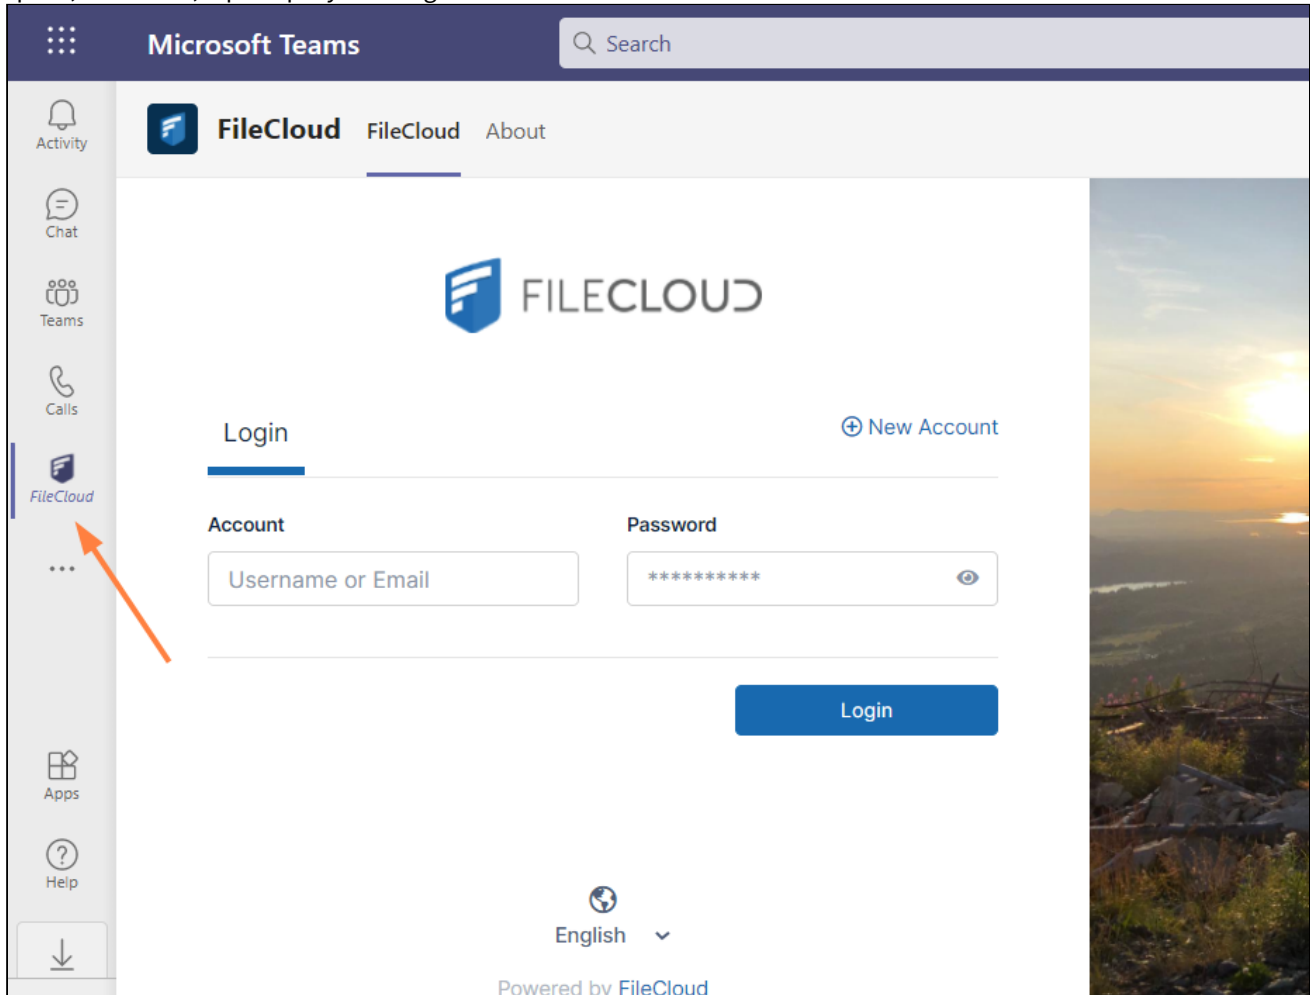 Microsoft Teams
Search
Activity
FileCloud FileCloud About
Chat
FILECLOUD
Teams
Calls
Login
New Account
FileCloud
Account
Password
Username or Email
**********
Login
Apps
Help
English
Powered by FileCloud